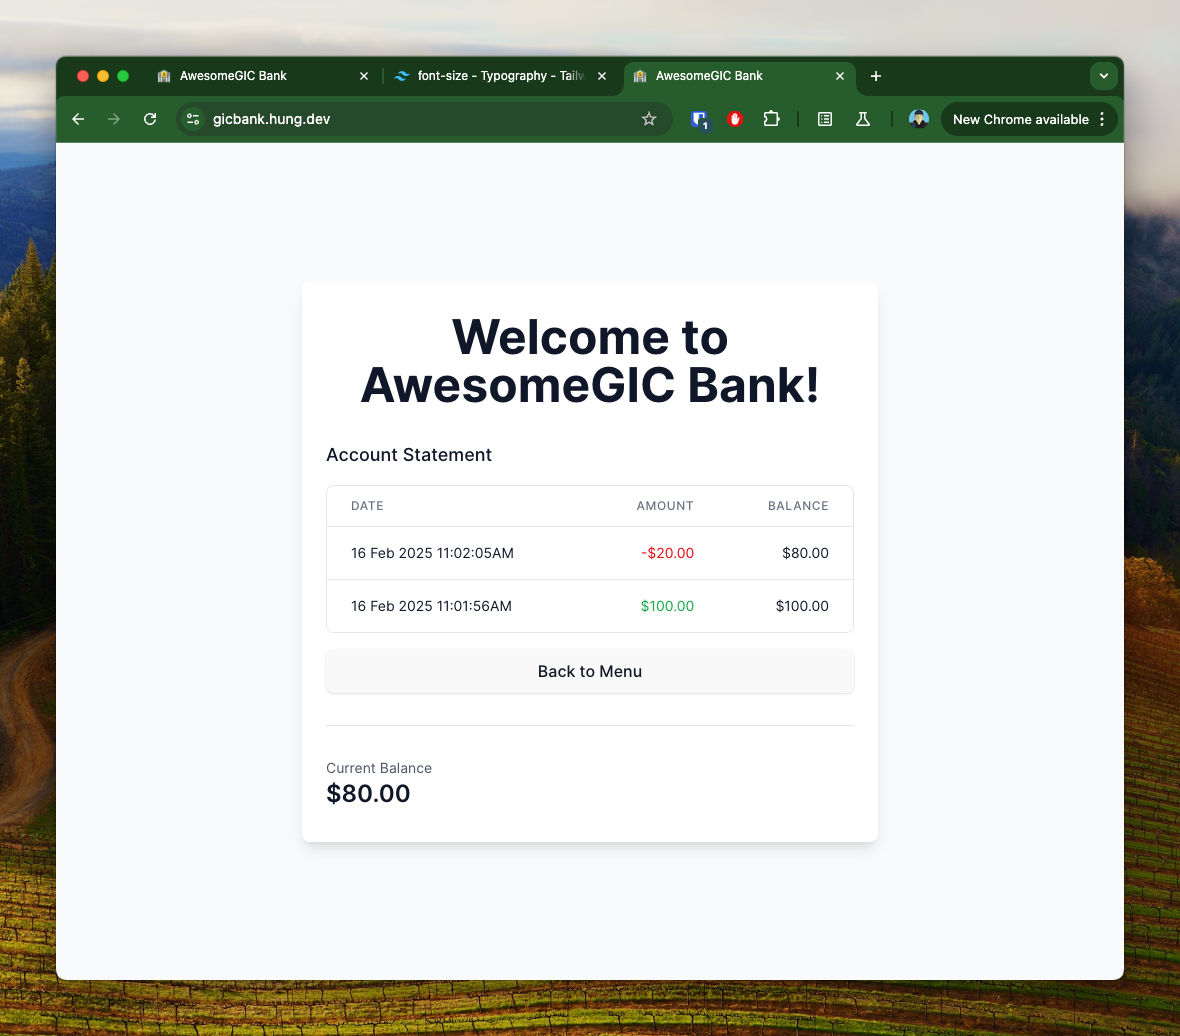 AwesomeGIC Bank
font-size - Typography - Tailw
AwesomeGIC Bank
gicbank.hung.dev
1
New Chrome available
Welcome to
AwesomeGIC Bank!
Account Statement
DATE AMOUNT BALANCE
16 Feb 2025 11:02:05AM -$20.00 $80.00
16 Feb 2025 11:01:56AM $100.00 $100.00
Back to Menu
Current Balance
$80.00